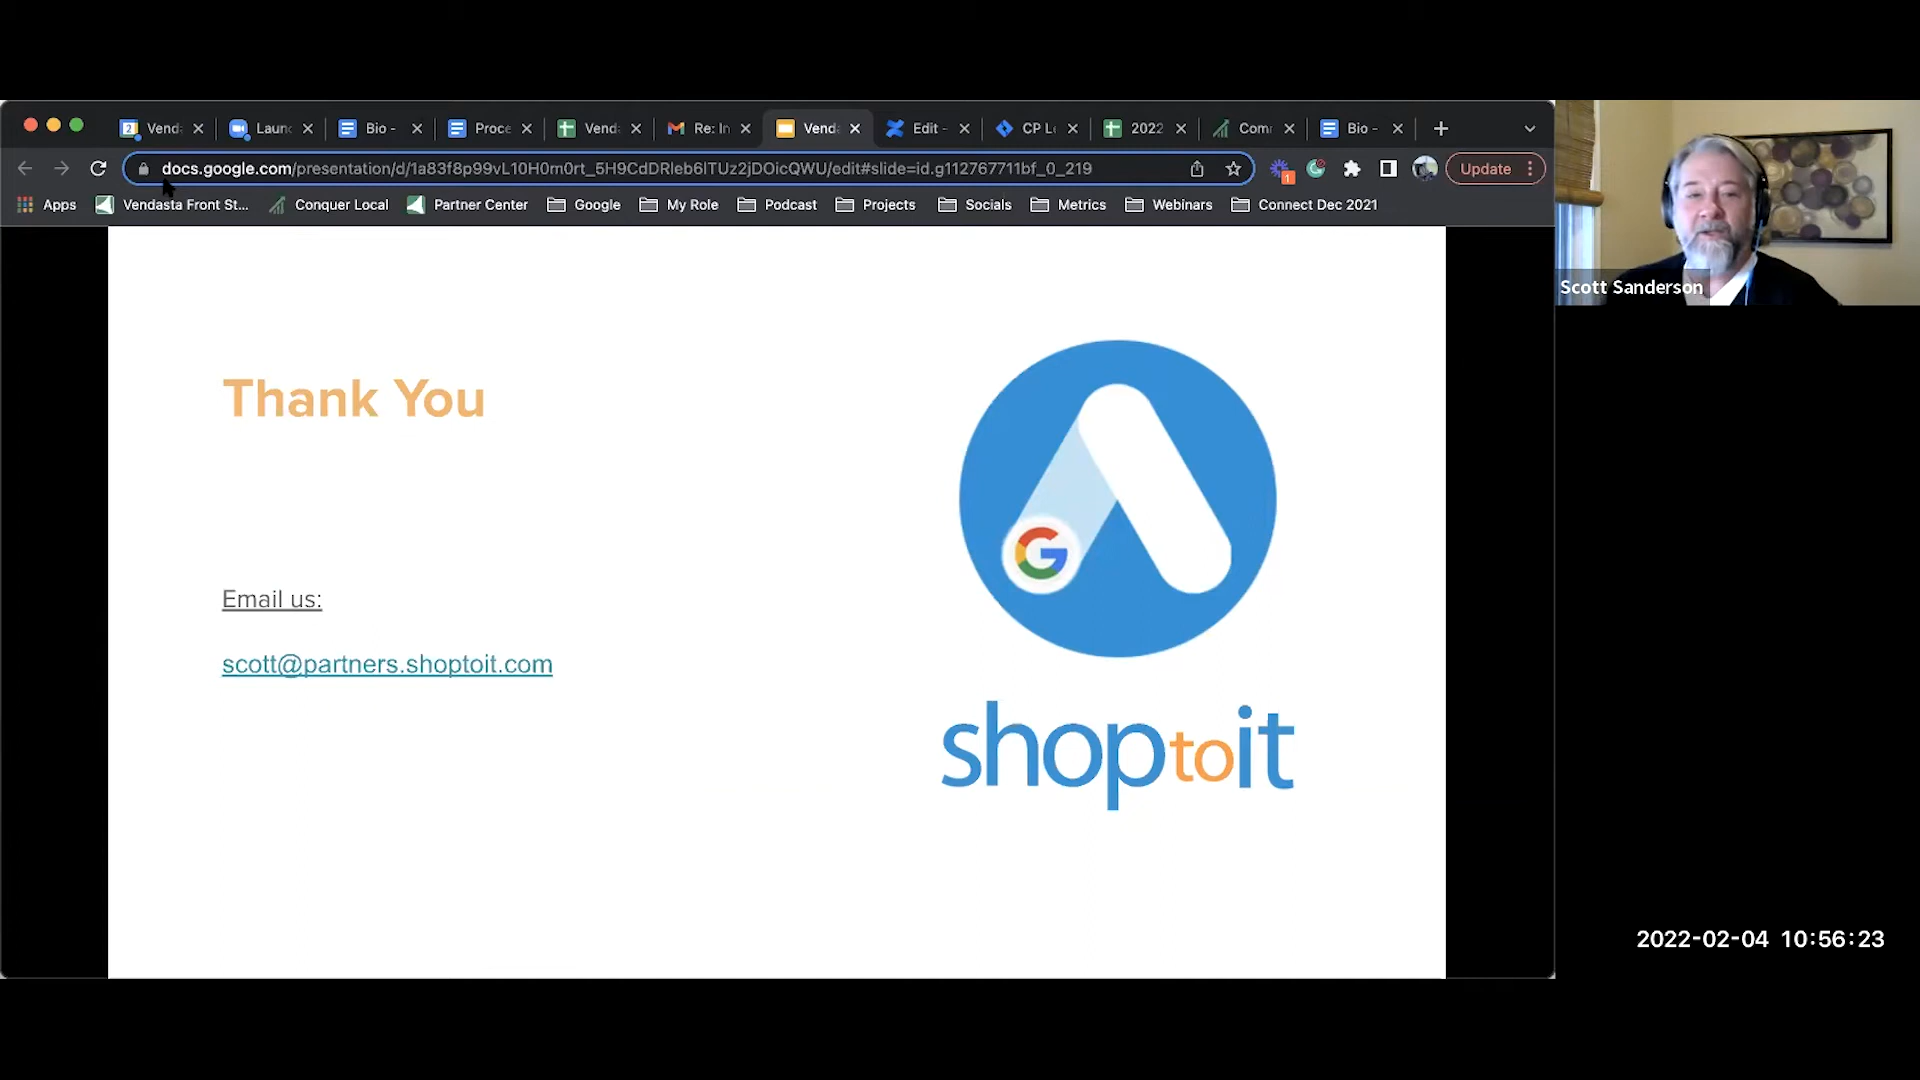 Vend
Laun
Bio -
Proce
Vend
Re: In
Vend
Edit -
CP L
2022
Com
Bio -
docs.google.com/presentation/d/1a83f8p99vL10H0m0rt_5H9CdDRleb6lTUz2jDOicQWU/edit#slide=id.g112767711bf_0_219
1
Update
Apps
Vendasta Front St...
Conquer Local
Partner Center
Google
My Role
Podcast
Projects
Socials
Metrics
Webinars
Connect Dec 2021
Scott Sanderson
Thank You
Email us:
scott@partners.shoptoit.com
G
shoptoit
2022-02-04 10:56:23